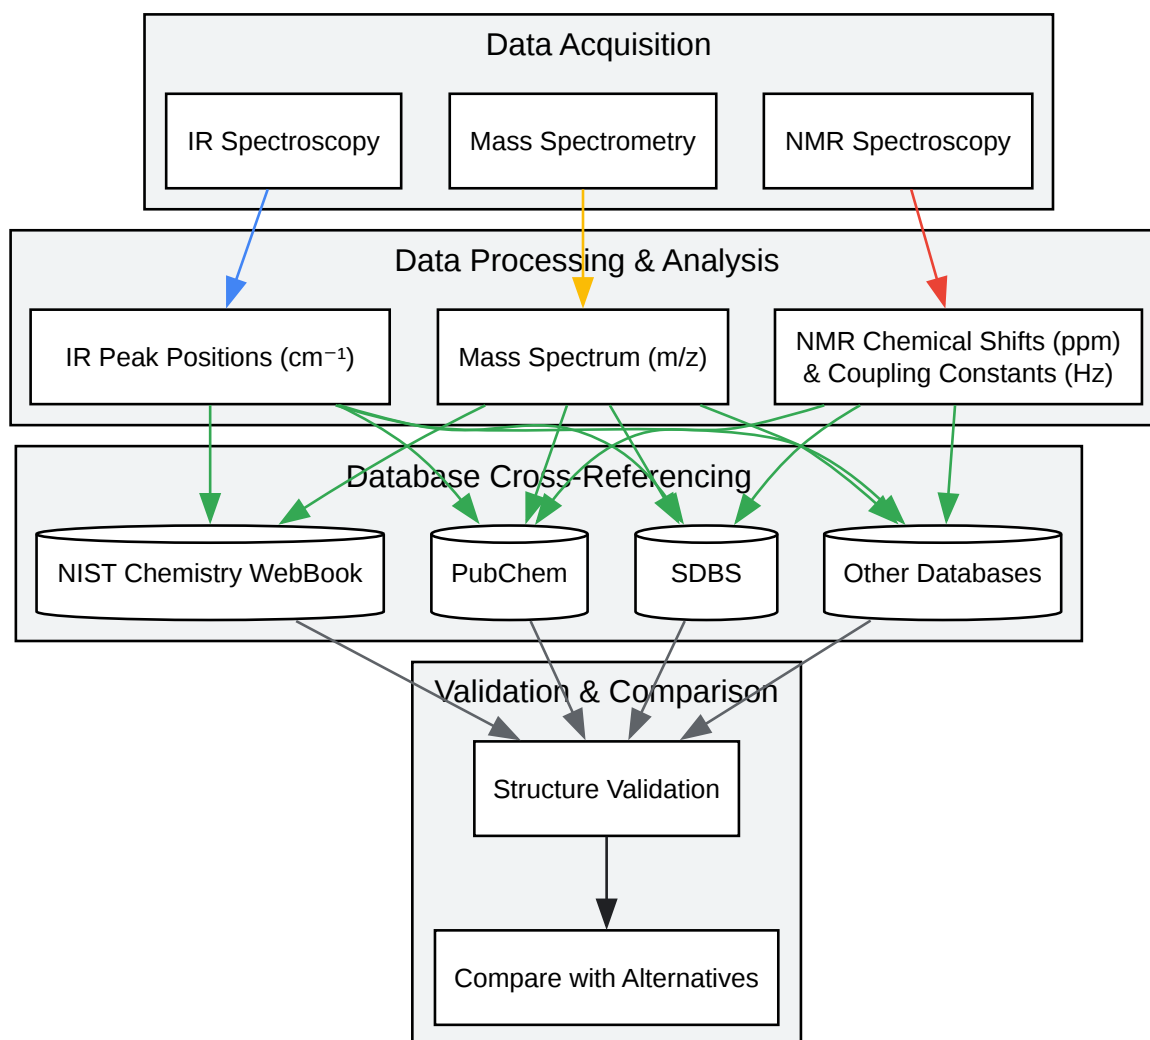 Data Acquisition
IR Spectroscopy
Mass Spectrometry
NMR Spectroscopy
Data Processing & Analysis
IR Peak Positions (cm⁻¹)
Mass Spectrum (m/z)
NMR Chemical Shifts (ppm)
& Coupling Constants (Hz)
Database Cross-Referencing
NIST Chemistry WebBook
PubChem
SDBS
Other Databases
Validation & Comparison
Structure Validation
Compare with Alternatives